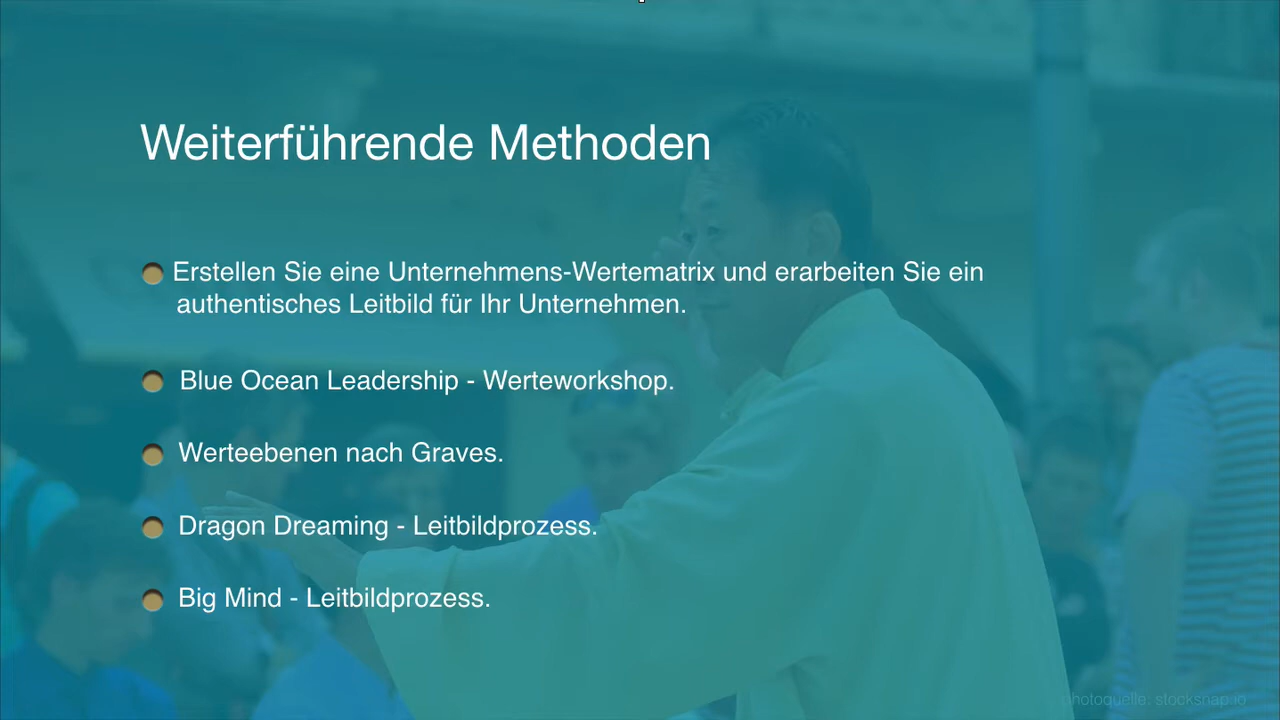 Weiterführende Methoden
Erstellen Sie eine Unternehmens-Wertematrix und erarbeiten Sie ein
authentisches Leitbild für Ihr Unternehmen.
Blue Ocean Leadership - Werteworkshop.
Werteebenen nach Graves.
Dragon Dreaming - Leitbildprozess.
Big Mind - Leitbildprozess.
photoquelle: stocksnap.io